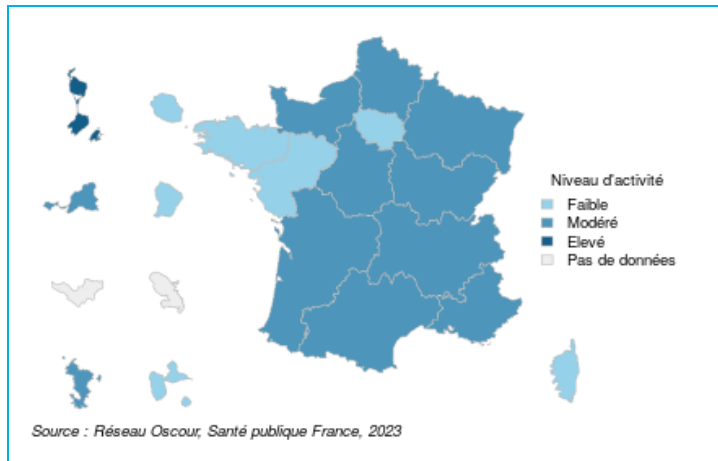 Niveau d'activité
Faible
Modéré
Elevé
Pas de données
Source : Réseau Oscour, Santé publique France, 2023